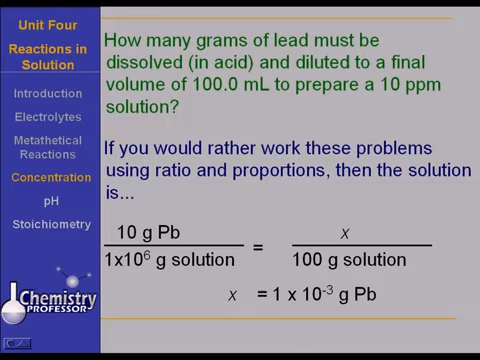 Unit Four
Reactions in
Solution
Introduction
Electrolytes
Metathetical
Reactions
Concentration
pH
Stoichiometry
Chemistry
PROFESSOR
How many grams of lead must be
dissolved (in acid) and diluted to a final
volume of 100.0 mL to prepare a 10 ppm
solution?
If you would rather work these problems
using ratio and proportions, then the solution
is...
10 g Pb
1x10⁶ g solution
=
x
100 g solution
x = 1 x 10⁻³ g Pb